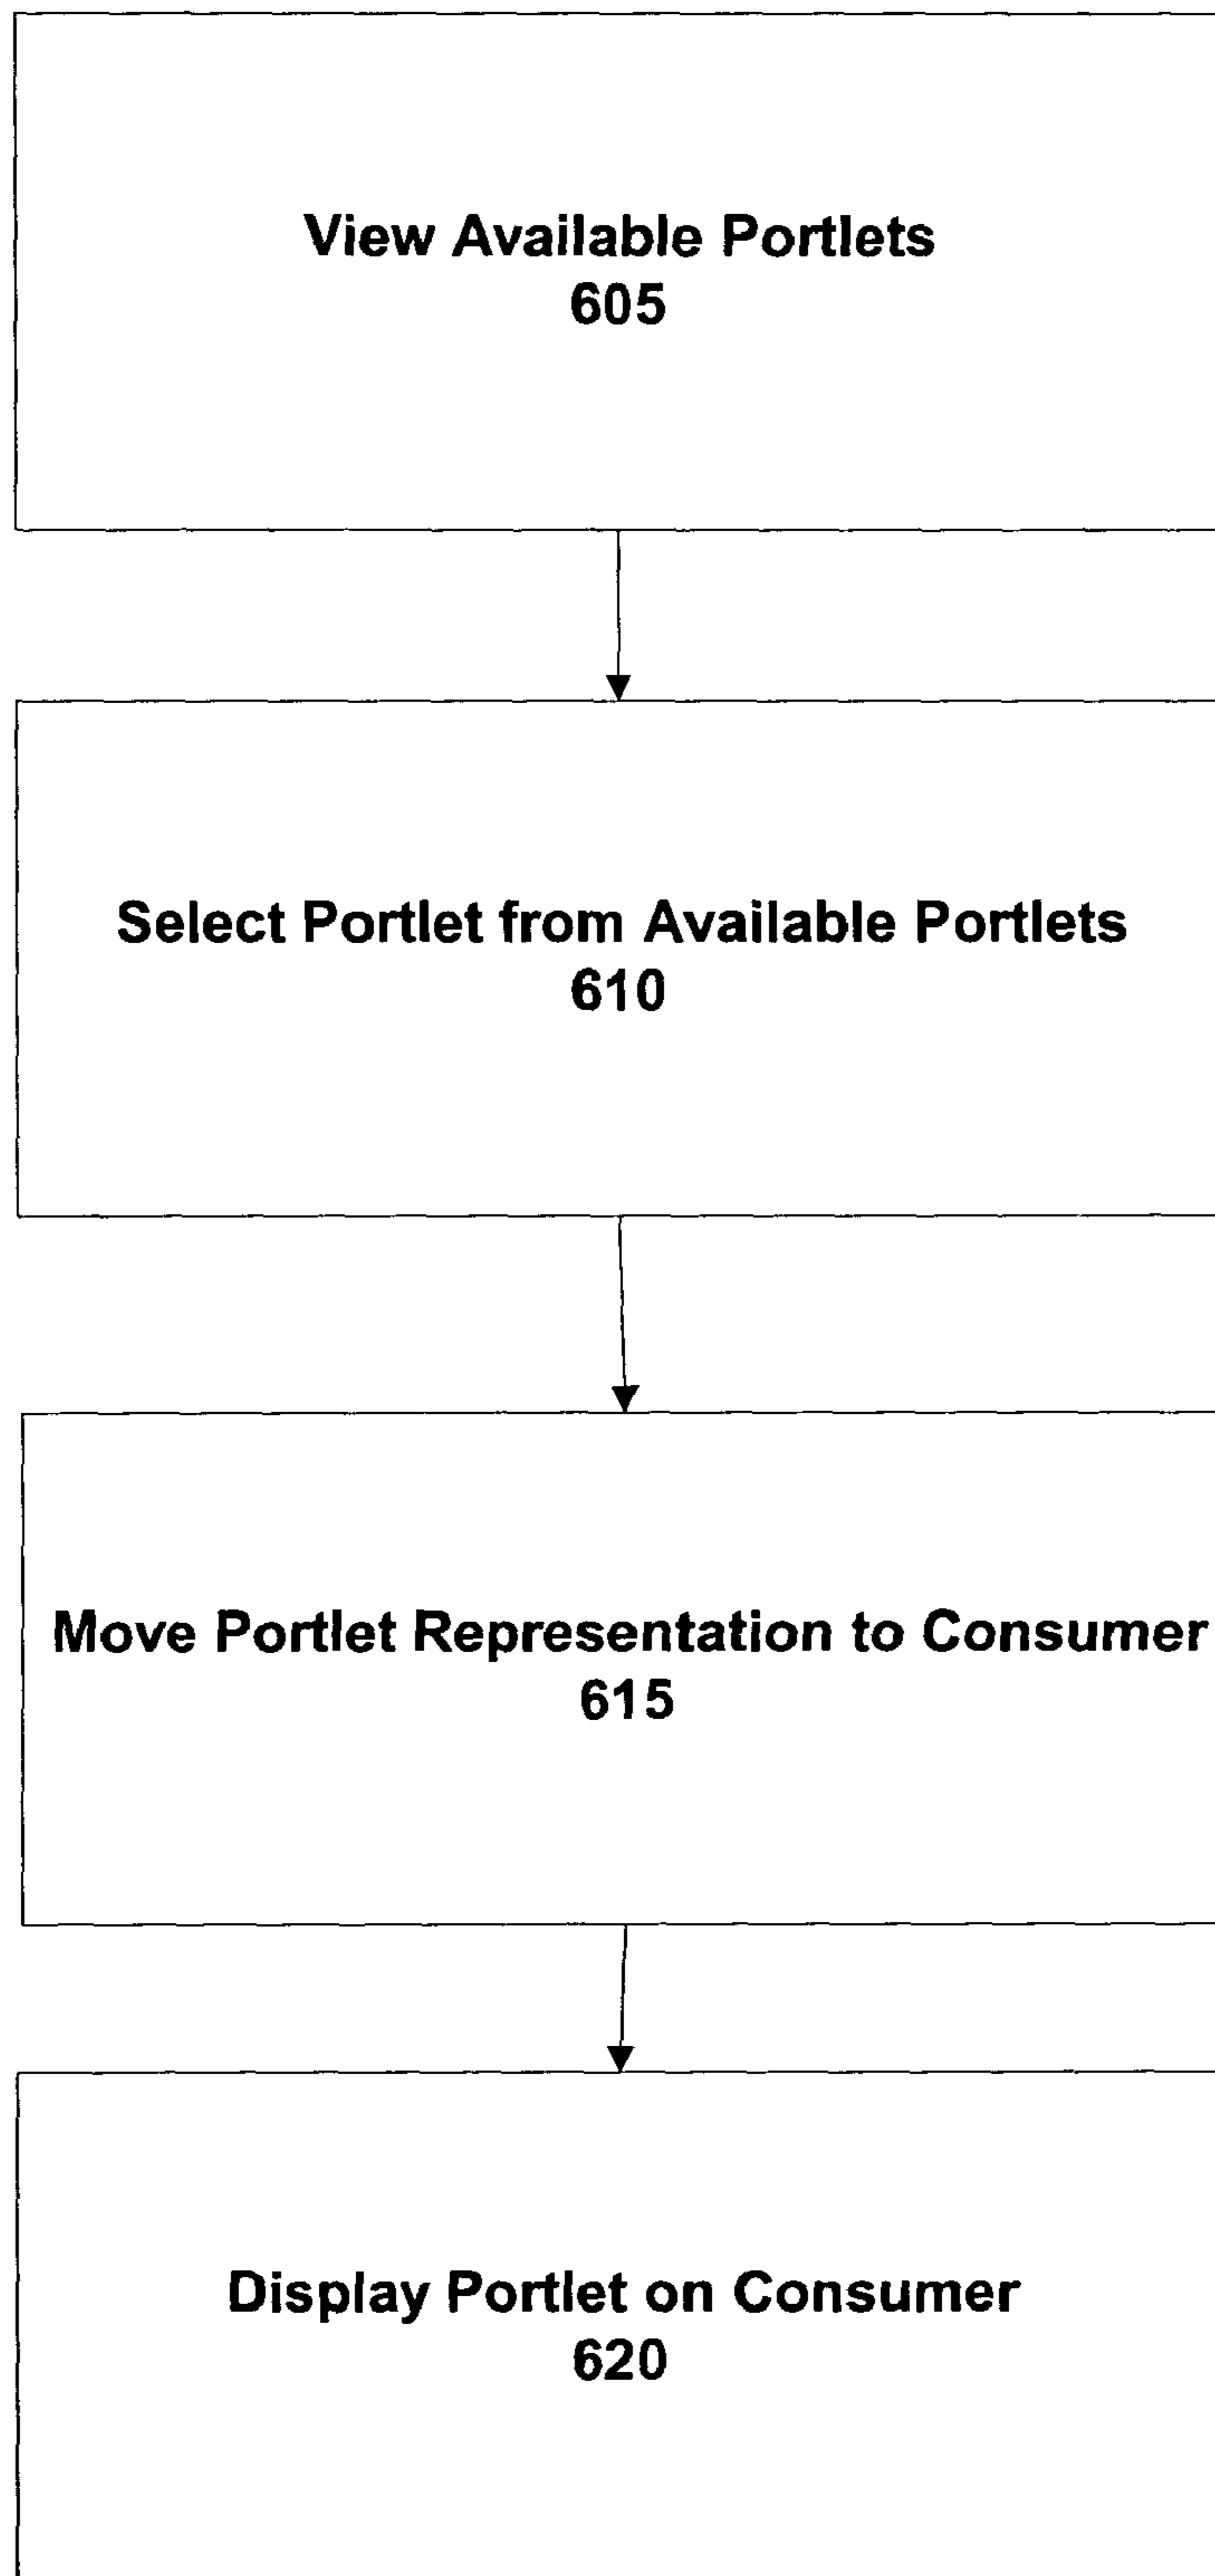 View Available Portlets
605
Select Portlet from Available Portlets
610
Move Portlet Representation to Consumer
615
Display Portlet on Consumer
620